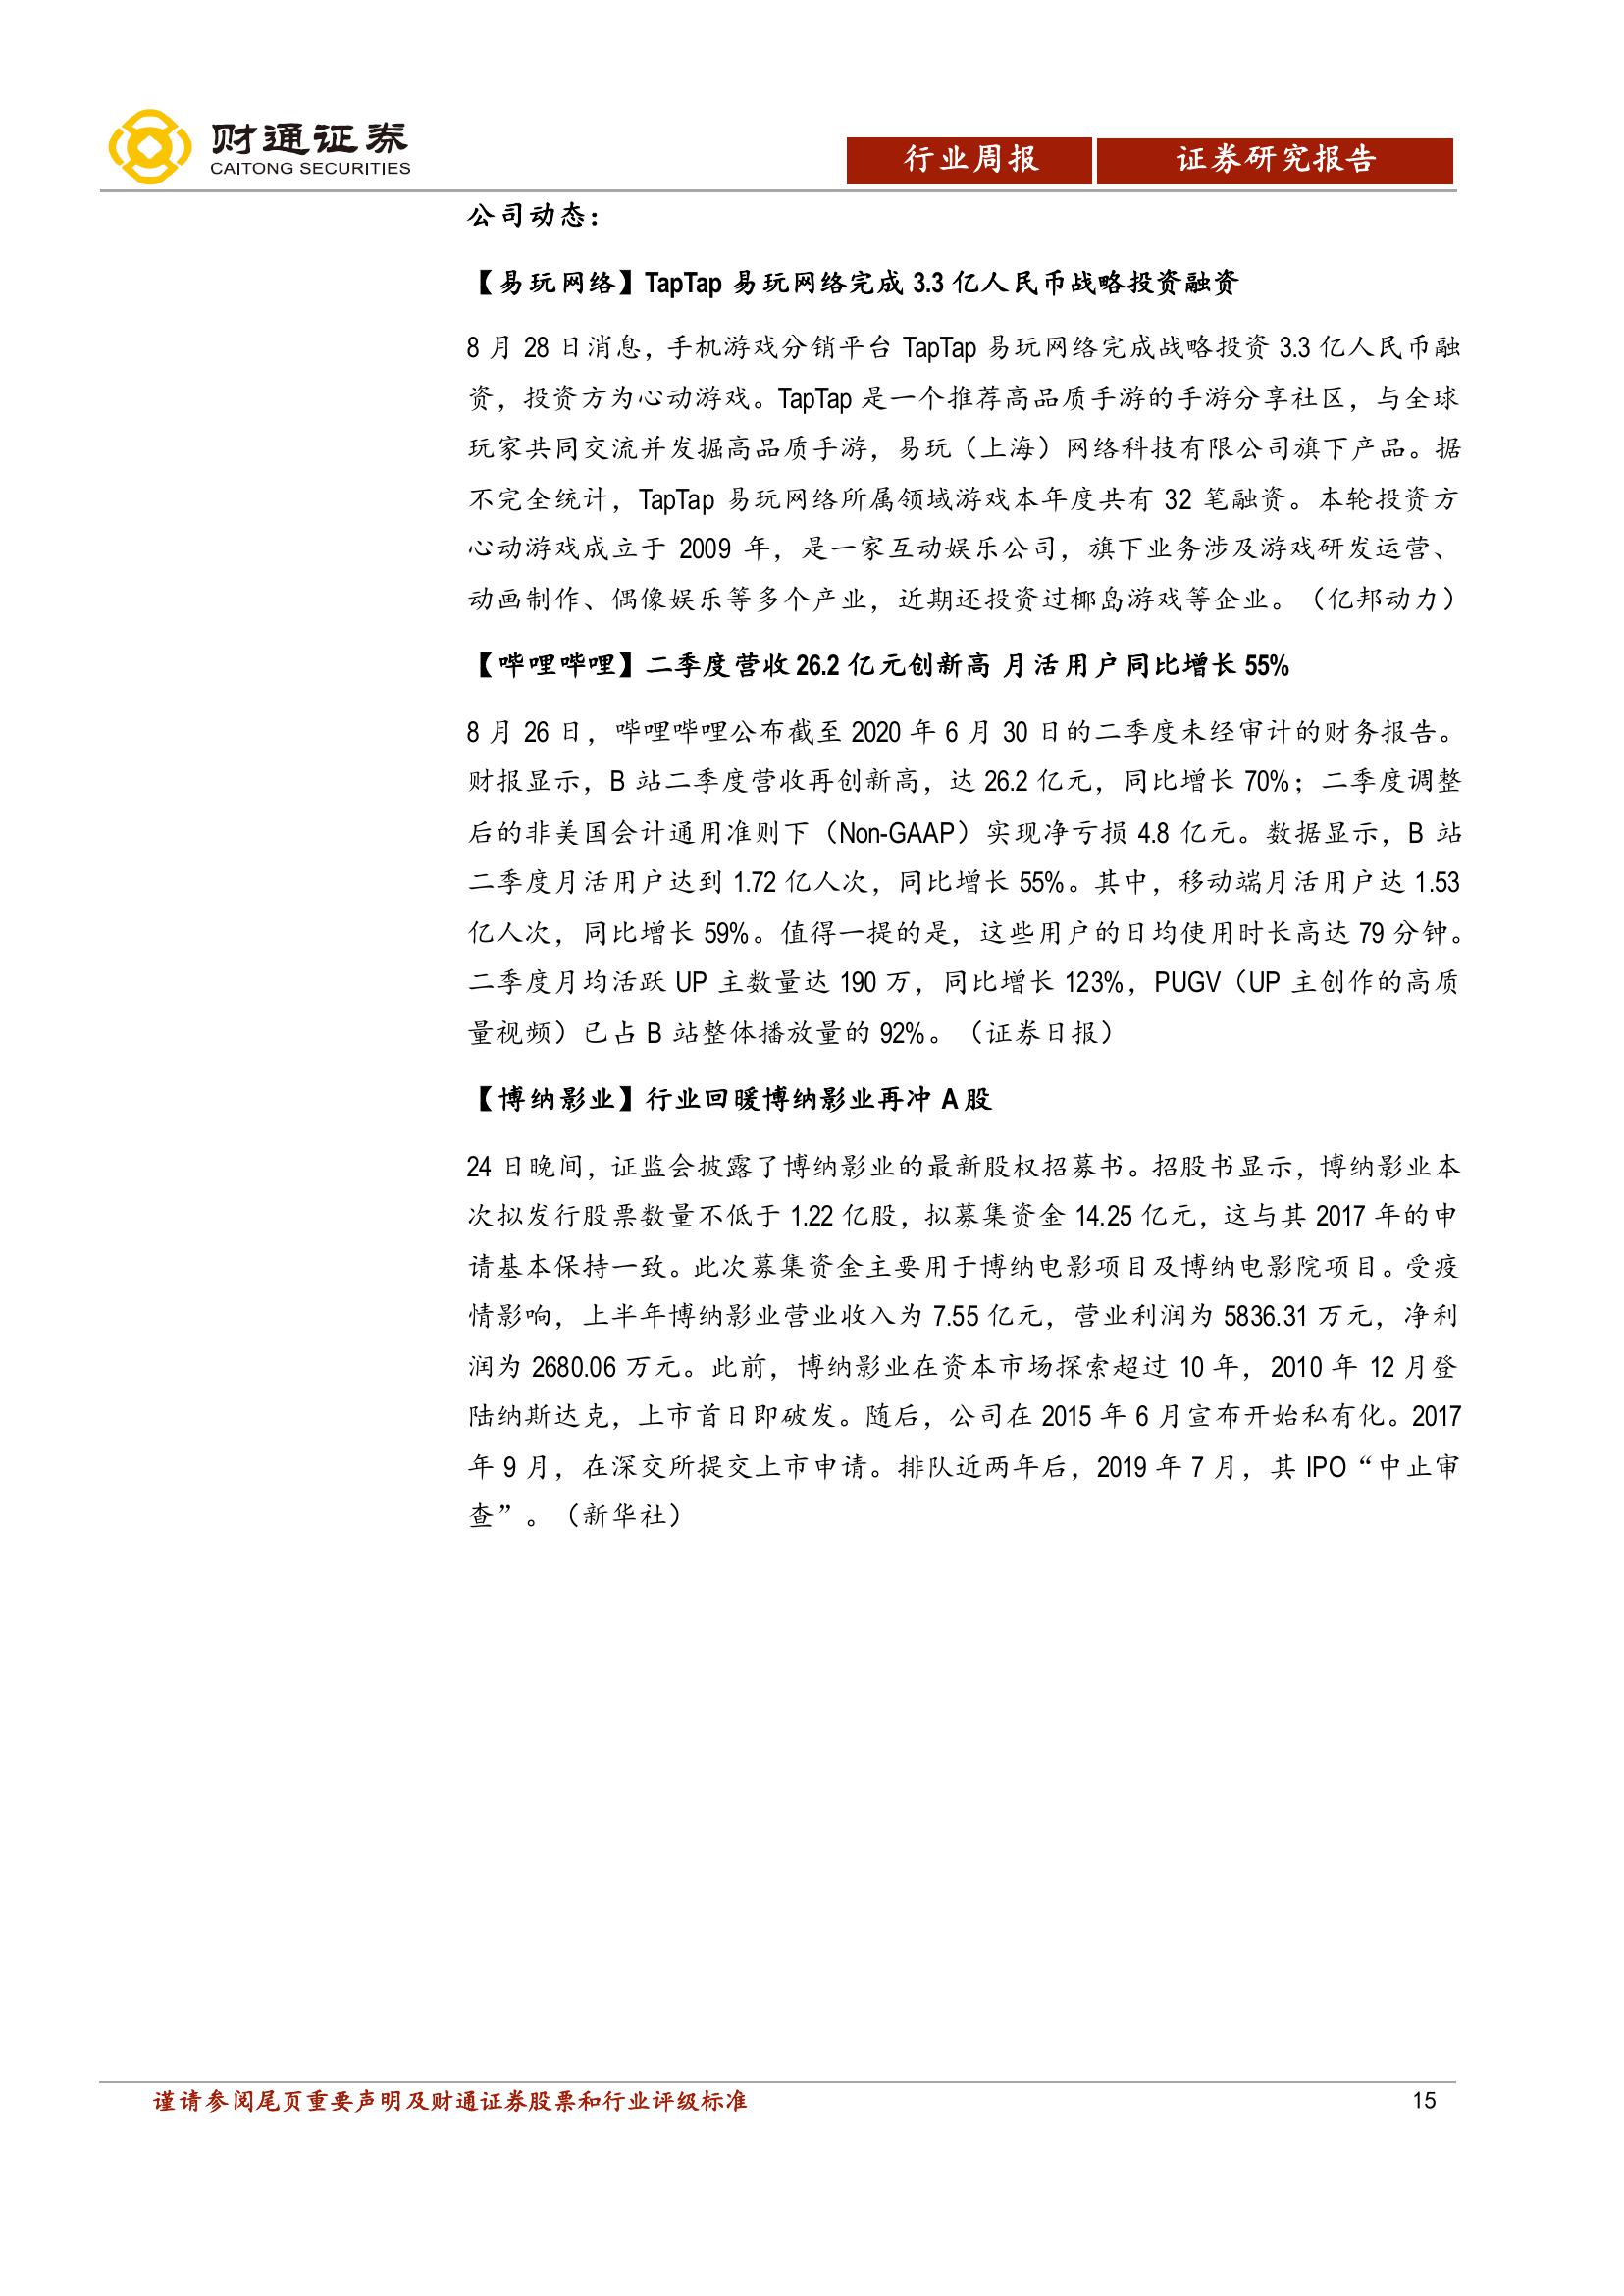 财通证券
CAITONG SECURITIES
行业周报
证券研究报告
公司动态：
【易玩网络】TapTap 易玩网络完成 3.3 亿人民币战略投资融资
8 月 28 日消息，手机游戏分销平台 TapTap 易玩网络完成战略投资 3.3 亿人民币融
资，投资方为心动游戏。TapTap 是一个推荐高品质手游的手游分享社区，与全球
玩家共同交流并发掘高品质手游，易玩（上海）网络科技有限公司旗下产品。据
不完全统计，TapTap 易玩网络所属领域游戏本年度共有 32 笔融资。本轮投资方
心动游戏成立于 2009 年，是一家互动娱乐公司，旗下业务涉及游戏研发运营、
动画制作、偶像娱乐等多个产业，近期还投资过椰岛游戏等企业。（亿邦动力）
【哔哩哔哩】二季度营收 26.2 亿元创新高 月活用户同比增长 55%
8 月 26 日，哔哩哔哩公布截至 2020 年 6 月 30 日的二季度未经审计的财务报告。
财报显示，B 站二季度营收再创新高，达 26.2 亿元，同比增长 70%；二季度调整
后的非美国会计通用准则下（Non-GAAP）实现净亏损 4.8 亿元。数据显示，B 站
二季度月活用户达到 1.72 亿人次，同比增长 55%。其中，移动端月活用户达 1.53
亿人次，同比增长 59%。值得一提的是，这些用户的日均使用时长高达 79 分钟。
二季度月均活跃 UP 主数量达 190 万，同比增长 123%，PUGV（UP 主创作的高质
量视频）已占 B 站整体播放量的 92%。（证券日报）
【博纳影业】行业回暖博纳影业再冲 A 股
24 日晚间，证监会披露了博纳影业的最新股权招募书。招股书显示，博纳影业本
次拟发行股票数量不低于 1.22 亿股，拟募集资金 14.25 亿元，这与其 2017 年的申
请基本保持一致。此次募集资金主要用于博纳电影项目及博纳电影院项目。受疫
情影响，上半年博纳影业营业收入为 7.55 亿元，营业利润为 5836.31 万元，净利
润为 2680.06 万元。此前，博纳影业在资本市场探索超过 10 年，2010 年 12 月登
陆纳斯达克，上市首日即破发。随后，公司在 2015 年 6 月宣布开始私有化。2017
年 9 月，在深交所提交上市申请。排队近两年后，2019 年 7 月，其 IPO“中止审
查”。（新华社）
谨请参阅尾页重要声明及财通证券股票和行业评级标准
15